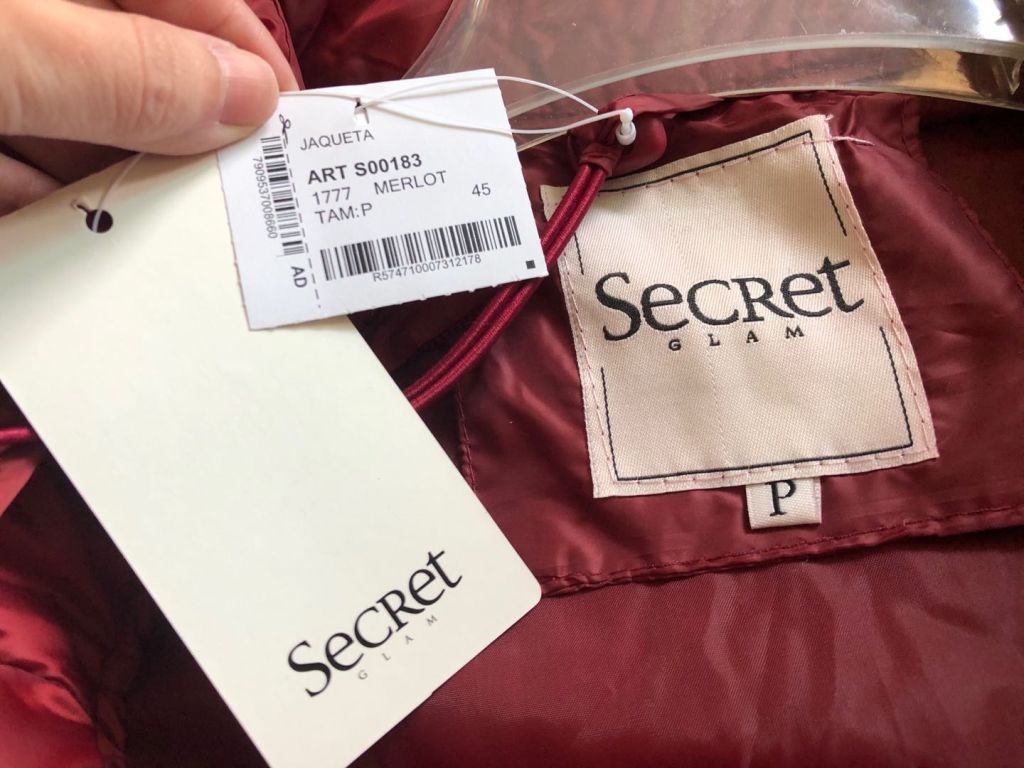 JAQUETA
ART S00183
1777 MERLOT 45
TAM:P
R574710007312178
7909537008660
AD
Secret
GLAM
P
Secret
GLAM